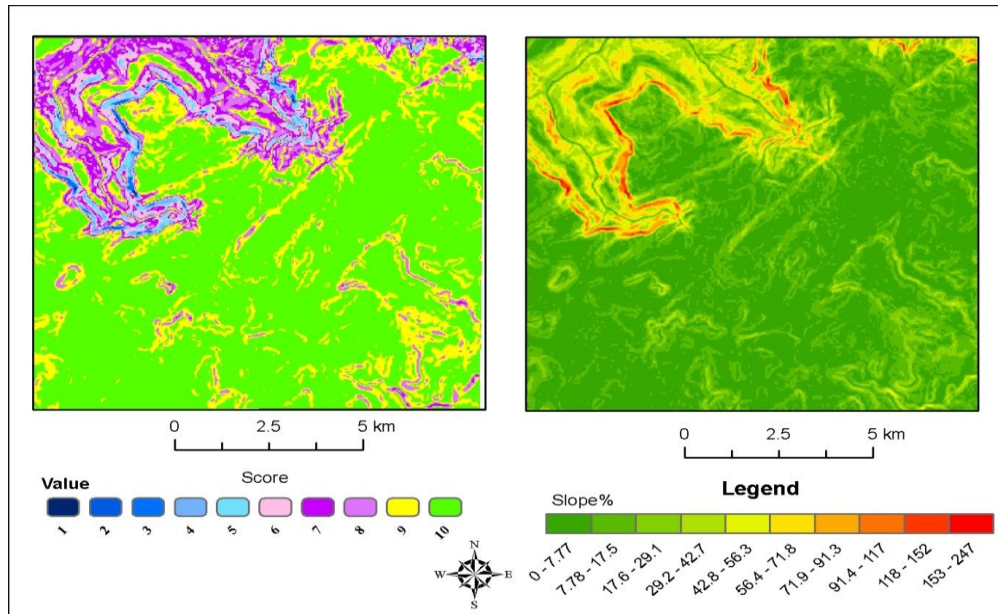 0 2.5 5 km
0 2.5 5 km
Value
Score
1 2 3 4 5 6 7 8 9 10
N
W E
S
Legend
Slope%
0 - 7.77
7.78 - 17.5
17.6 - 29.1
29.2 - 42.7
42.8 - 56.3
56.4 - 71.8
71.9 - 91.3
91.4 - 117
118 - 152
153 - 247